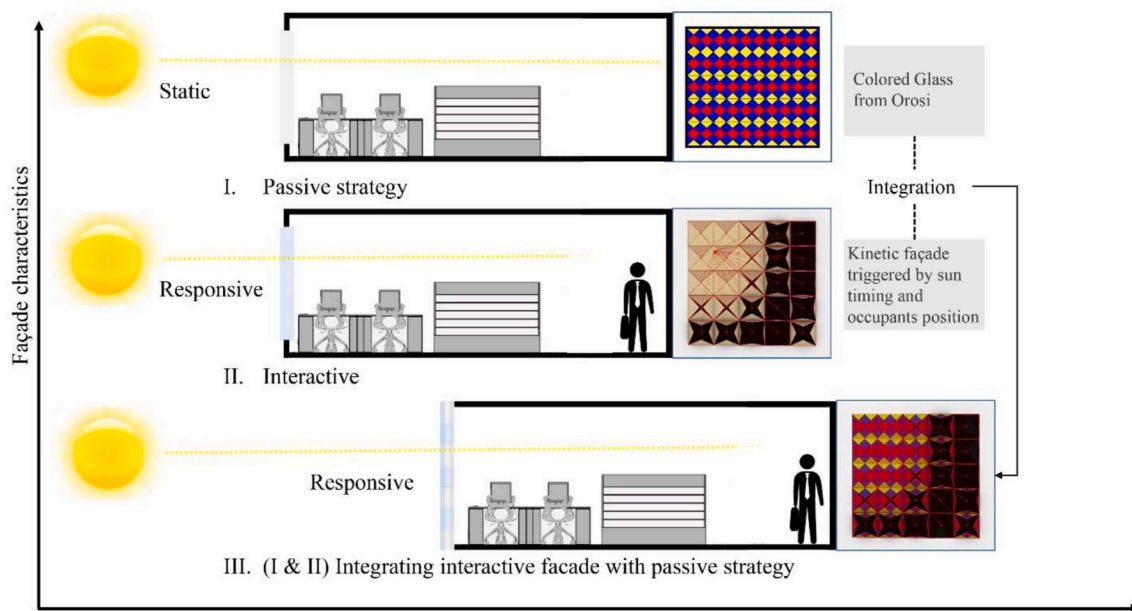 Façade characteristics
Static
Colored Glass
from Orosi
I. Passive strategy
Integration
Responsive
Kinetic façade
triggered by sun
timing and
occupants position
II. Interactive
Responsive
III. (I & II) Integrating interactive facade with passive strategy